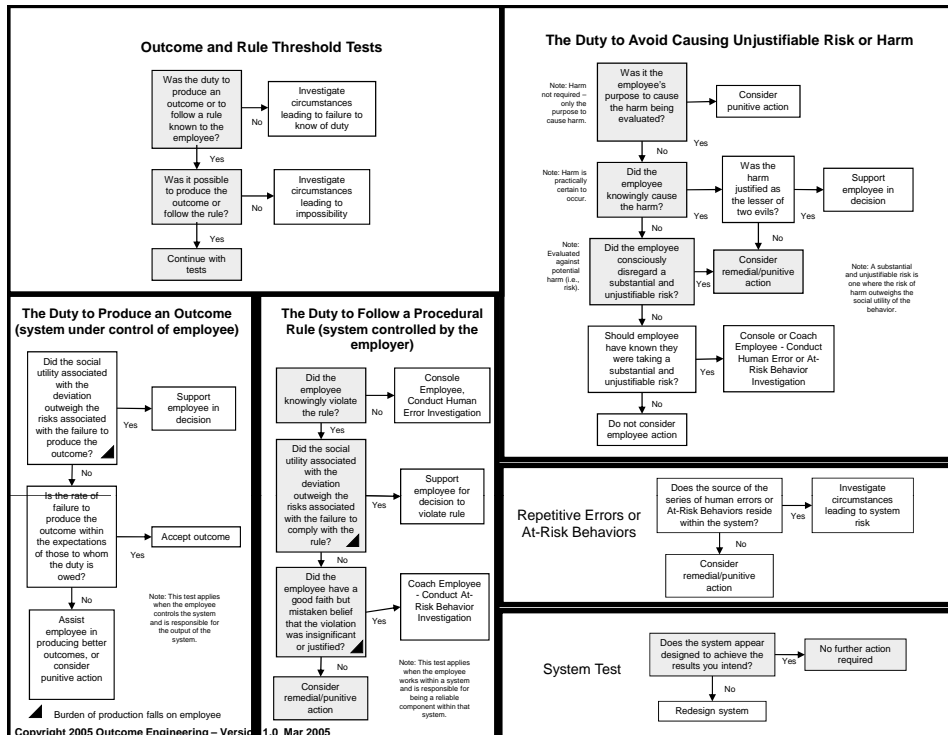 Outcome and Rule Threshold Tests
Was the duty to
produce an
outcome or to
follow a rule
known to the
employee?
No
Investigate
circumstances
leading to failure to
know of duty
Yes
Was it possible
to produce the
outcome or
follow the rule?
No
Investigate
circumstances
leading to
impossibility
Yes
Continue with
tests
The Duty to Avoid Causing Unjustifiable Risk or Harm
Note: Harm
not required –
only the
purpose to
cause harm.
Was it the
employee's
purpose to cause
the harm being
evaluated?
Yes
Consider
punitive action
No
Note: Harm is
practically
certain to
occur.
Did the
employee
knowingly cause
the harm?
Yes
Was the
harm
justified as
the lesser of
two evils?
Yes
Support
employee in
decision
No
No
Note:
Evaluated
against
potential
harm (i.e.,
risk).
Did the employee
consciously
disregard a
substantial and
unjustifiable risk?
Yes
Consider
remedial/punitive
action
Note: A substantial
and unjustifiable risk is
one where the risk of
harm outweighs the
social utility of the
behavior.
No
Should employee
have known they
were taking a
substantial and
unjustifiable risk?
Yes
Console or Coach
Employee - Conduct
Human Error or At-
Risk Behavior
Investigation
No
Do not consider
employee action
The Duty to Produce an Outcome
(system under control of employee)
Did the social
utility associated
with the
deviation
outweigh the
risks associated
with the failure to
produce the
outcome?
Yes
Support
employee in
decision
No
Is the rate of
failure to
produce the
outcome within
the expectations
of those to whom
the duty is
owed?
Yes
Accept outcome
No
Assist
employee in
producing better
outcomes, or
consider
punitive action
Note: This test applies
when the employee
controls the system
and is responsible for
the output of the
system.
Burden of production falls on employee
The Duty to Follow a Procedural
Rule (system controlled by the
employer)
Did the
employee
knowingly violate
the rule?
No
Console
Employee,
Conduct Human
Error Investigation
Yes
Did the social
utility associated
with the
deviation
outweigh the
risks associated
with the failure to
comply with the
rule?
Yes
Support
employee for
decision to
violate rule
No
Did the
employee have a
good faith but
mistaken belief
that the violation
was insignificant
or justified?
Yes
Coach Employee
- Conduct At-
Risk Behavior
Investigation
No
Consider
remedial/punitive
action
Note: This test applies
when the employee
works within a system
and is responsible for
being a reliable
component within that
system.
Repetitive Errors or
At-Risk Behaviors
Does the source of the
series of human errors or
At-Risk Behaviors reside
within the system?
Yes
Investigate
circumstances
leading to system
risk
No
Consider
remedial/punitive
action
System Test
Does the system appear
designed to achieve the
results you intend?
Yes
No further action
required
No
Redesign system
Copyright 2005 Outcome Engineering – Version 1.0 Mar 2005